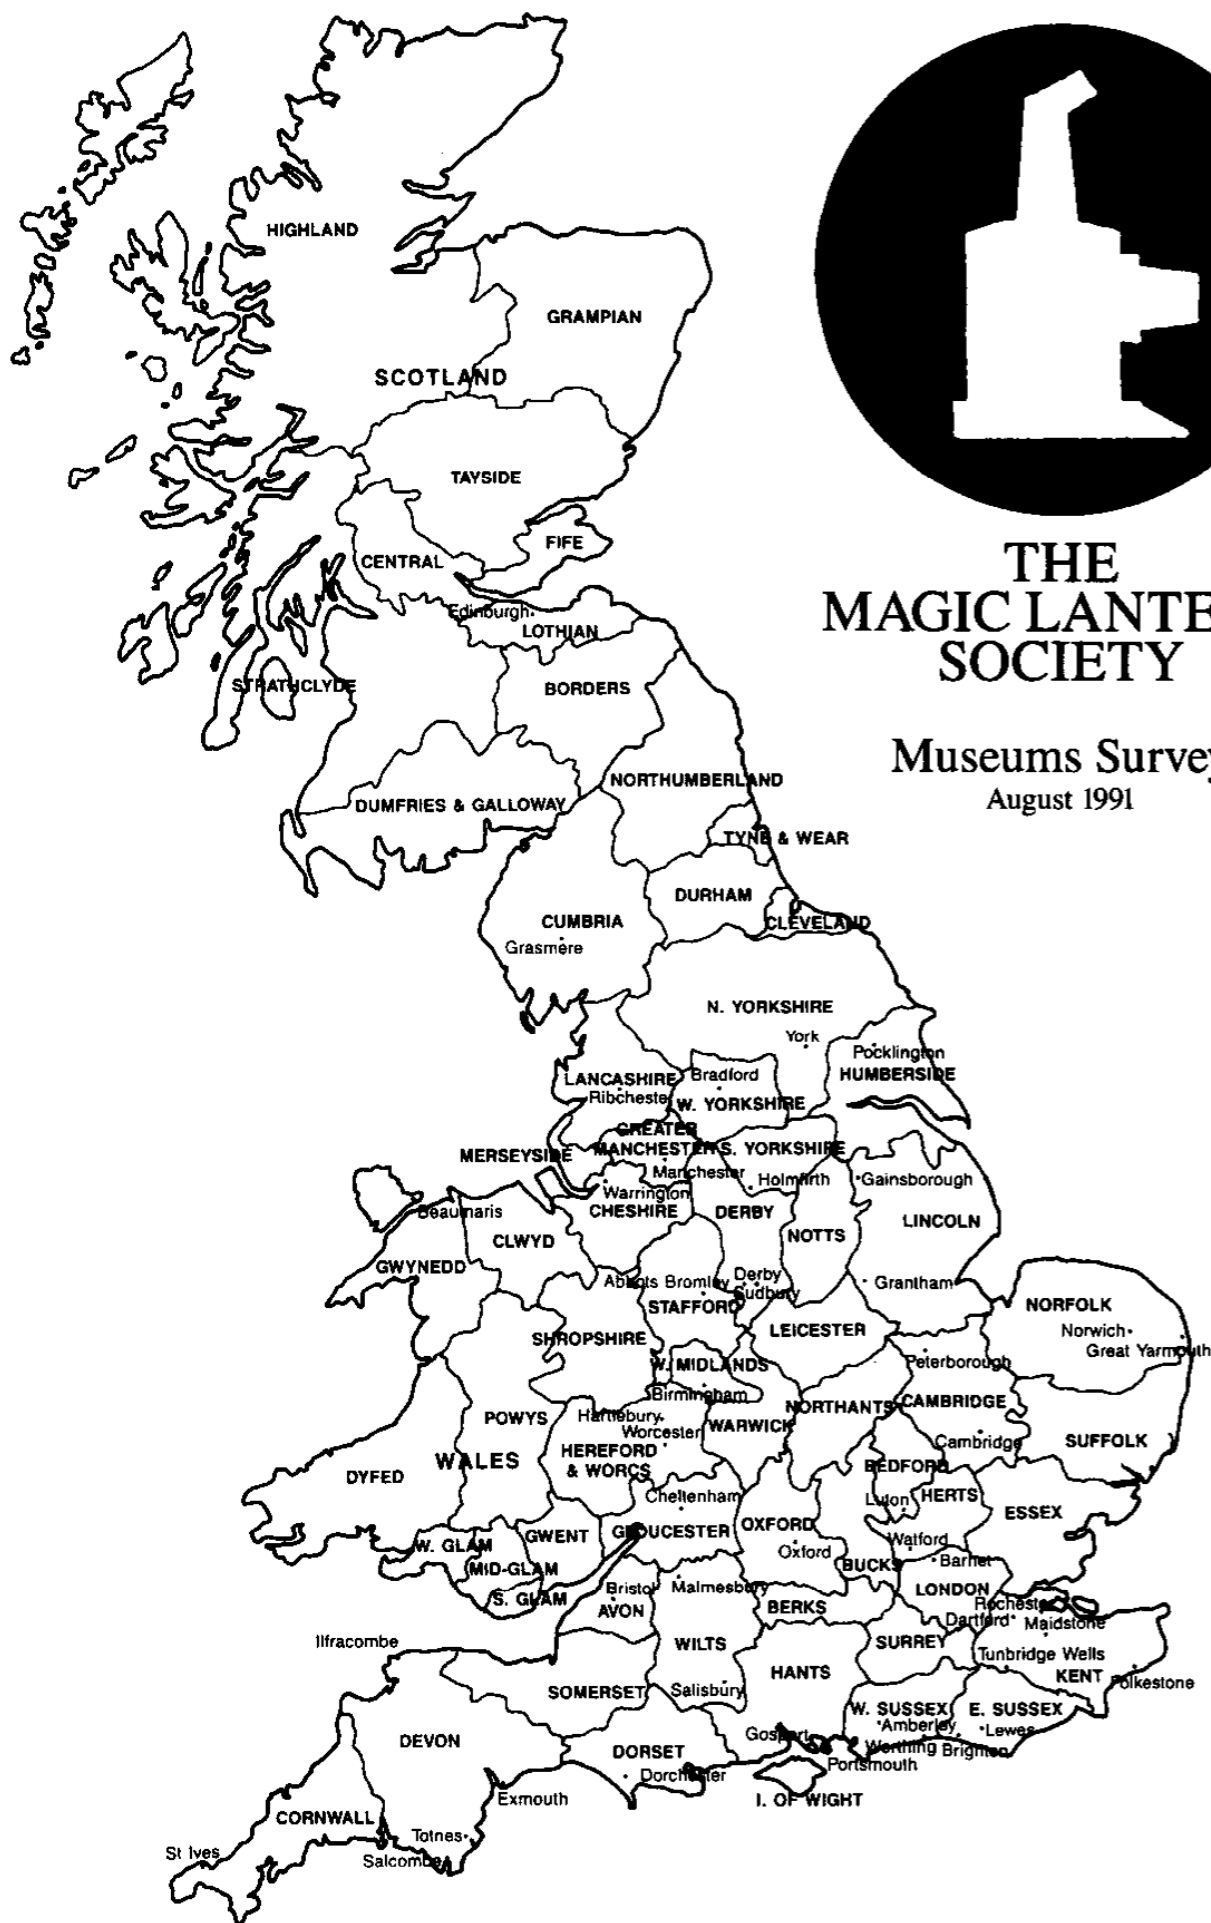 HIGHLAND
GRAMPIAN
SCOTLAND
TAYSIDE
FIFE
CENTRAL
THE
MAGIC LANTE
SOCIETY
Edinburgh
LOTHIAN
STRATHCLYDE
BORDERS
Museums Survey
August 1991
NORTHUMBERLAND
DUMFRIES & GALLOWAY
TYNE & WEAR
DURHAM
CUMBRIA
CLEVELAND
Grasmere
N. YORKSHIRE
York
Pocklington
HUMBERSIDE
LANCASHIRE
Bradford
Ribcheste
W. YORKSHIRE
GREATER
MANCHESTER
S. YORKSHIRE
MERSEYSIDE
Manchester
Holmfirth
Gainsborough
Warrington
CHESHIRE
DERBY
Beaumaris
LINCOLN
CLWYD
NOTTS
GWYNEDD
Abbots Bromley
Derby
Sudbury
Grantham
STAFFORD
NORFOLK
SHROPSHIRE
LEICESTER
Norwich
Great Yarmouth
W. MIDLANDS
Peterborough
Birmingham
NORTHANTS
CAMBRIDGE
POWYS
Hartlebury
Worcester
WARWICK
Cambridge
SUFFOLK
WALES
HEREFORD
& WORCS
BEDFORD
DYFED
Cheltenham
Luton
HERTS
ESSEX
GWENT
GLOUCESTER
OXFORD
W. GLAM
Oxford
Watford
MID-GLAM
BUCKS
Barnet
S. GLAM
Bristol
Malmesbury
LONDON
AVON
BERKS
Rocheste
Dartford
Maidstone
Ilfracombe
WILTS
SURREY
Tunbridge Wells
HANTS
KENT
Folkestone
SOMERSET
Salisbury
W. SUSSEX
E. SUSSEX
Amberley
Lewes
DEVON
Gosport
Worthing
Brighton
DORSET
Portsmouth
Dorchester
Exmouth
I. OF WIGHT
CORNWALL
Totnes
St Ives
Salcombe